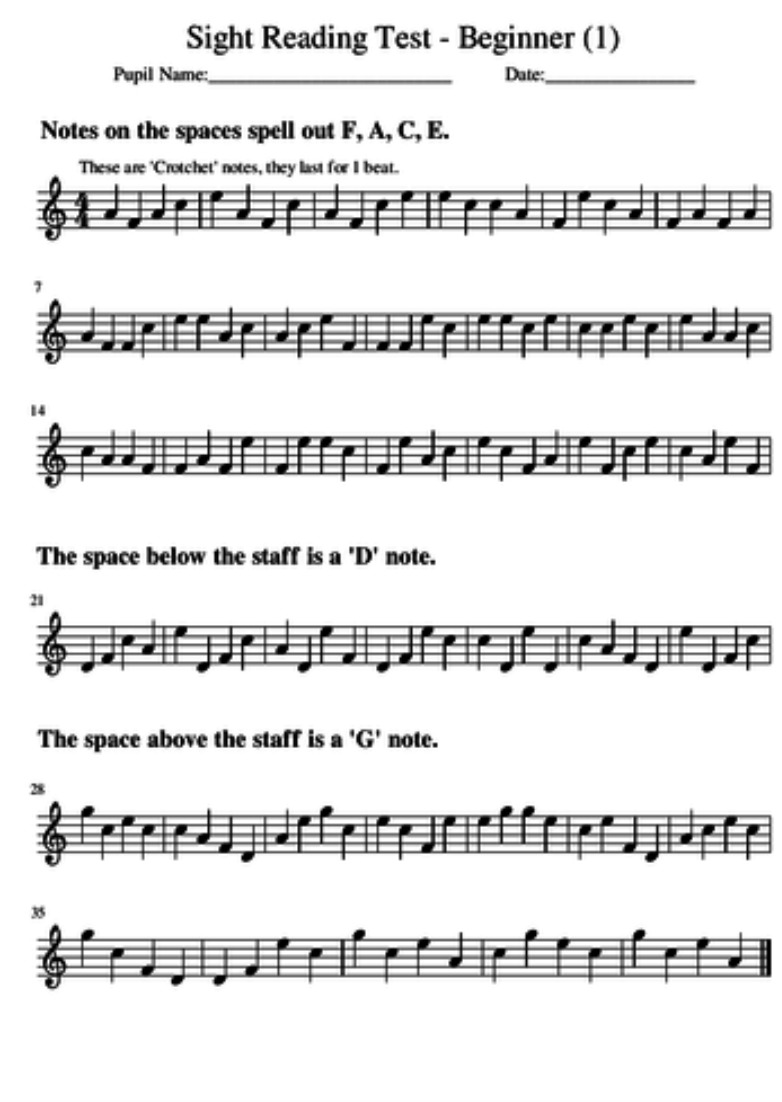 Sight Reading Test - Beginner (1)
Pupil Name:__________________________ Date:________________
Notes on the spaces spell out F, A, C, E.
These are 'Crotchet' notes, they last for 1 beat.
4
4
7
14
The space below the staff is a 'D' note.
21
The space above the staff is a 'G' note.
28
35